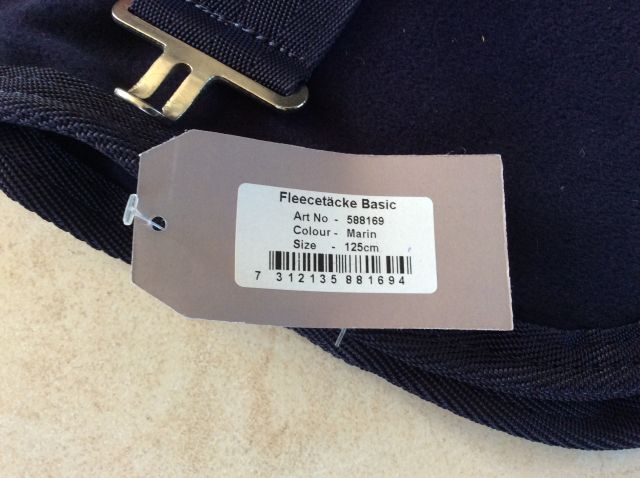 Fleecetäcke Basic
Art No - 588169
Colour - Marin
Size - 125cm
7 312135 881694